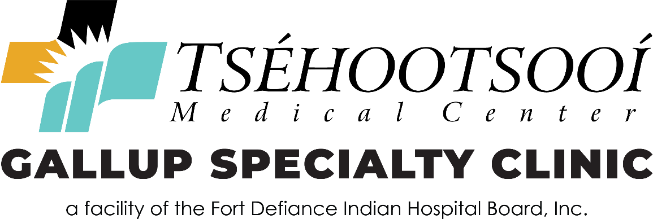 TSÉHOOTSOOÍ
Medical Center
GALLUP SPECIALTY CLINIC
a facility of the Fort Defiance Indian Hospital Board, Inc.